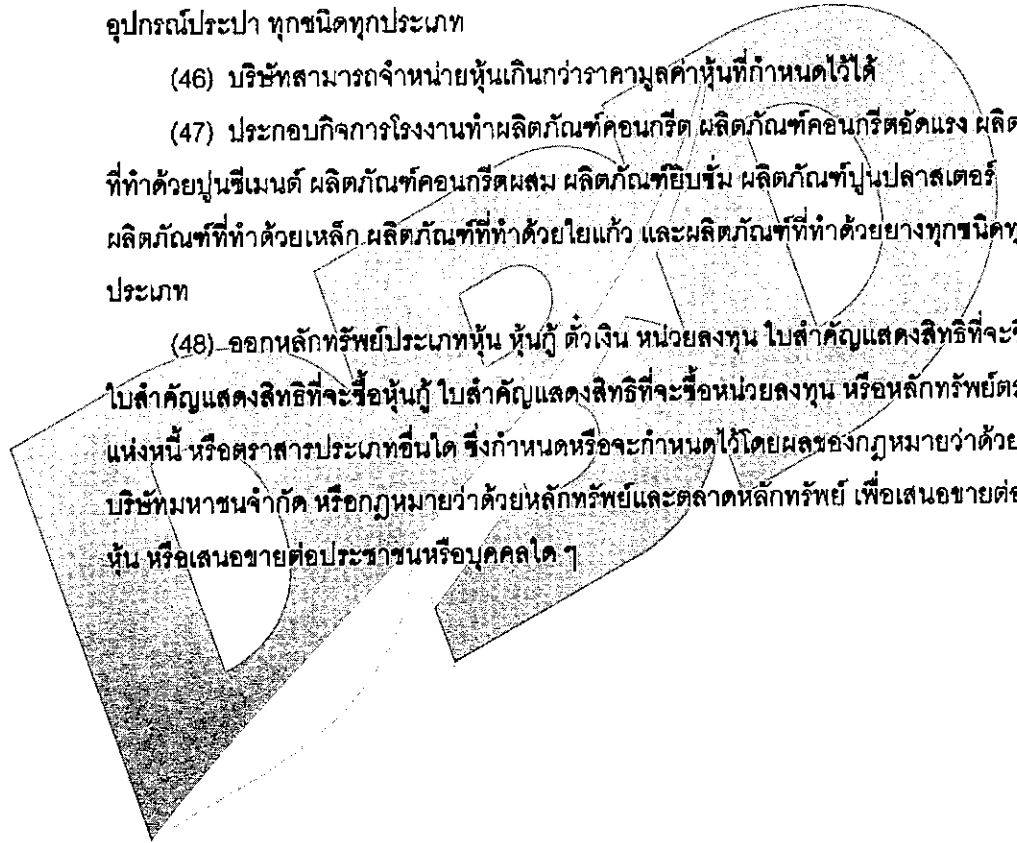 อุปกรณ์ประปา ทุกชนิดทุกประเภท
(46) บริษัทสามารถจำหน่ายหุ้นเกินกว่าราคามูลค่าหุ้นที่กำหนดไว้ได้
(47) ประกอบกิจการโรงงานทำผลิตภัณฑ์คอนกรีต ผลิตภัณฑ์คอนกรีตอัดแรง ผลิต
ที่ทำด้วยปูนซีเมนต์ ผลิตภัณฑ์คอนกรีตผสม ผลิตภัณฑ์ยิบซั่ม ผลิตภัณฑ์ปูนปลาสเตอร์
ผลิตภัณฑ์ที่ทำด้วยเหล็ก ผลิตภัณฑ์ที่ทำด้วยใยแก้ว และผลิตภัณฑ์ที่ทำด้วยยางทุกชนิดทุ
ประเภท
(48) ออกหลักทรัพย์ประเภทหุ้น หุ้นกู้ ตั๋วเงิน หน่วยลงทุน ใบสำคัญแสดงสิทธิที่จะซื
ใบสำคัญแสดงสิทธิที่จะซื้อหุ้นกู้ ใบสำคัญแสดงสิทธิที่จะซื้อหน่วยลงทุน หรือหลักทรัพย์ตร
แห่งหนี้ หรือตราสารประเภทอื่นใด ซึ่งกำหนดหรือจะกำหนดไว้โดยผลของกฎหมายว่าด้วย
บริษัทมหาชนจำกัด หรือกฎหมายว่าด้วยหลักทรัพย์และตลาดหลักทรัพย์ เพื่อเสนอขายต่อ
หุ้น หรือเสนอขายต่อประชาชนหรือบุคคลใด ๆ
DBD